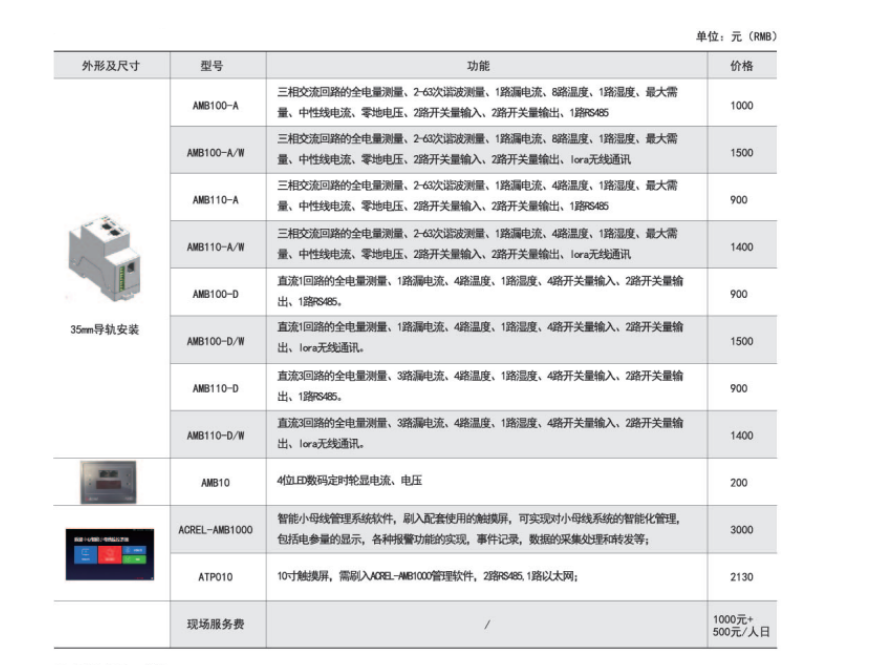 单位：元（RMB）
外形及尺寸 型号 功能 价格
AMB100-A 三相交流回路的全电量测量、2-63次谐波测量、1路漏电流、8路温度、1路湿度、最大需
量、中性线电流、零地电压、2路开关量输入、2路开关量输出、1路RS485 1000
AMB100-A/W 三相交流回路的全电量测量、2-63次谐波测量、1路漏电流、8路温度、1路湿度、最大需
量、中性线电流、零地电压、2路开关量输入、2路开关量输出、lora无线通讯 1500
AMB110-A 三相交流回路的全电量测量、2-63次谐波测量、1路漏电流、4路温度、1路湿度、最大需
量、中性线电流、零地电压、2路开关量输入、2路开关量输出、1路RS485 900
AMB110-A/W 三相交流回路的全电量测量、2-63次谐波测量、1路漏电流、4路温度、1路湿度、最大需
量、中性线电流、零地电压、2路开关量输入、2路开关量输出、lora无线通讯 1400
AMB100-D 直流1回路的全电量测量、1路漏电流、4路温度、1路湿度、4路开关量输入、2路开关量输
出、1路RS485。 900
35mm导轨安装
AMB100-D/W 直流1回路的全电量测量、1路漏电流、4路温度、1路湿度、4路开关量输入、2路开关量输
出、lora无线通讯。 1500
AMB110-D 直流3回路的全电量测量、3路漏电流、4路温度、1路湿度、4路开关量输入、2路开关量输
出、1路RS485。 900
AMB110-D/W 直流3回路的全电量测量、3路漏电流、4路温度、1路湿度、4路开关量输入、2路开关量输
出、lora无线通讯。 1400
AMB10 4位LED数码定时轮显电流、电压 200
ACREL-AMB1000 智能小母线管理系统软件，刷入配套使用的触摸屏，可实现对小母线系统的智能化管理，
包括电参量的显示，各种报警功能的实现，事件记录，数据的采集处理和转发等； 3000
ATP010 10寸触摸屏，需刷入ACREL-AMB1000管理软件，2路RS485，1路以太网； 2130
现场服务费 / 1000元+
500元/人日